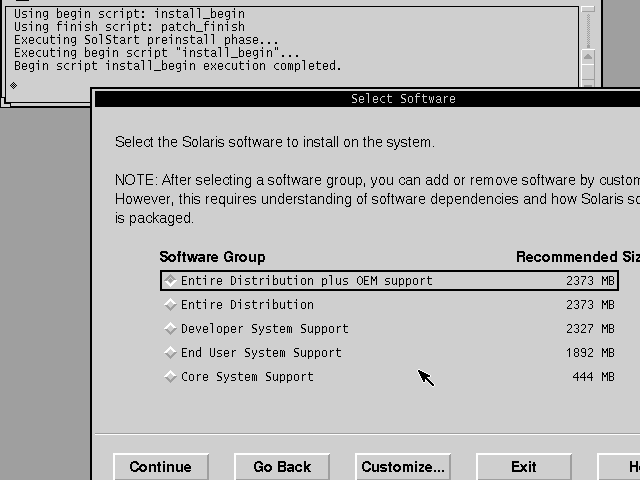 Using begin script: install_begin
Using finish script: patch_finish
Executing SolStart preinstall phase...
Executing begin script "install_begin"...
Begin script install_begin execution completed.
Select Software
Select the Solaris software to install on the system.
NOTE: After selecting a software group, you can add or remove software by custom
However, this requires understanding of software dependencies and how Solaris so
is packaged.
Software Group Recommended Siz
Entire Distribution plus OEM support 2373 MB
Entire Distribution 2373 MB
Developer System Support 2327 MB
End User System Support 1892 MB
Core System Support 444 MB
Continue Go Back Customize... Exit H